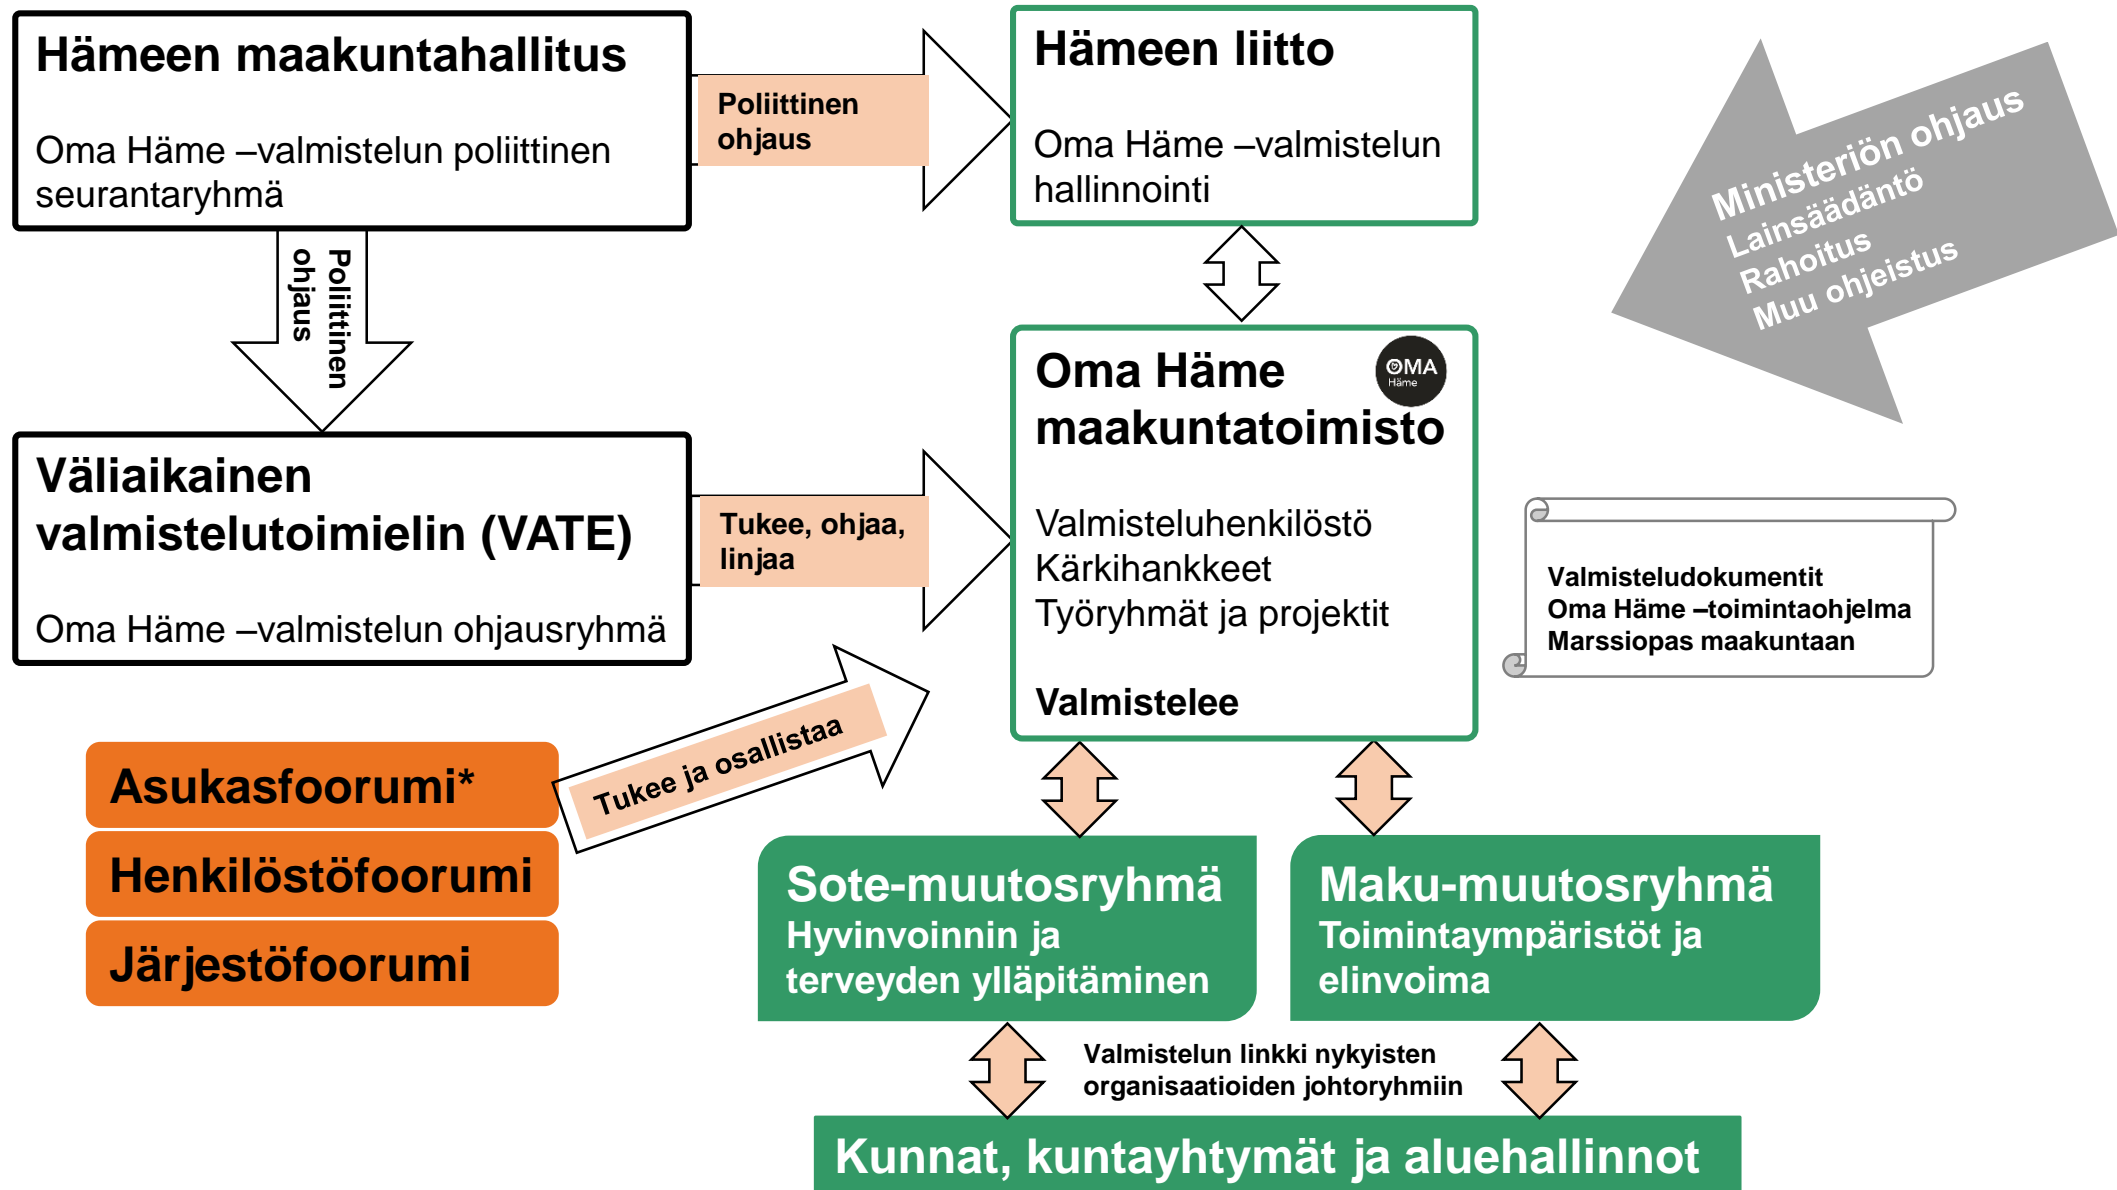 Hämeen maakuntahallitus
Oma Häme –valmistelun poliittinen
seurantaryhmä
Poliittinen
ohjaus
Hämeen liitto
Oma Häme –valmistelun
hallinnointi
Ministeriön ohjaus
Lainsäädäntö
Rahoitus
Muu ohjeistus
Poliittinen
ohjaus
Väliaikainen
valmistelutoimielin (VATE)
Oma Häme –valmistelun ohjausryhmä
Tukee, ohjaa,
linjaa
Oma Häme
maakuntatoimisto
OMA
Häme
Valmisteluhenkilöstö
Kärkihankkeet
Työryhmät ja projektit
Valmistelee
Valmisteludokumentit
Oma Häme –toimintaohjelma
Marssiopas maakuntaan
Asukasfoorumi*
Henkilöstöfoorumi
Järjestöfoorumi
Tukee ja osallistaa
Sote-muutosryhmä
Hyvinvoinnin ja
terveyden ylläpitäminen
Maku-muutosryhmä
Toimintaympäristöt ja
elinvoima
Valmistelun linkki nykyisten
organisaatioiden johtoryhmiin
Kunnat, kuntayhtymät ja aluehallinnot